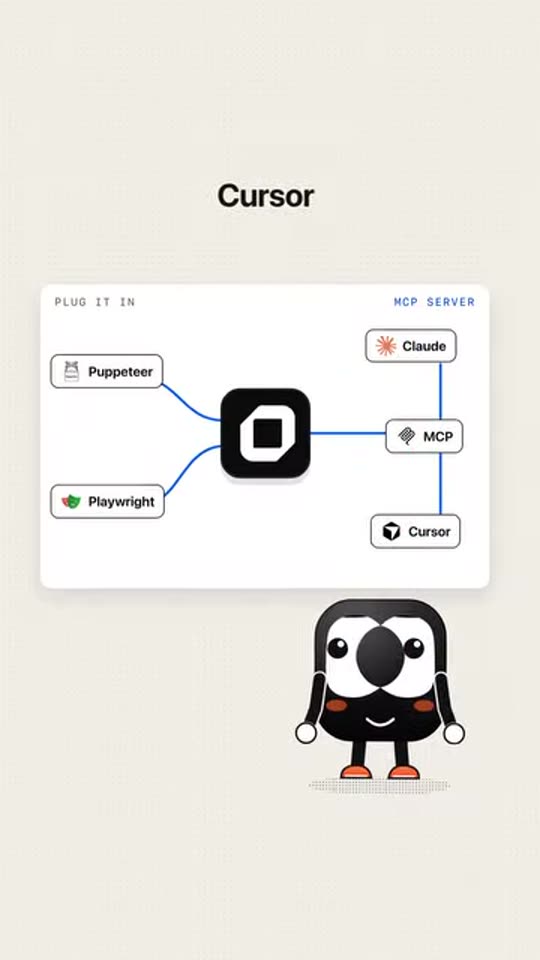 Cursor
PLUG IT IN
MCP SERVER
Claude
Puppeteer
MCP
Playwright
Cursor